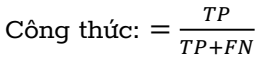 Công thức: = TP / TP+FN